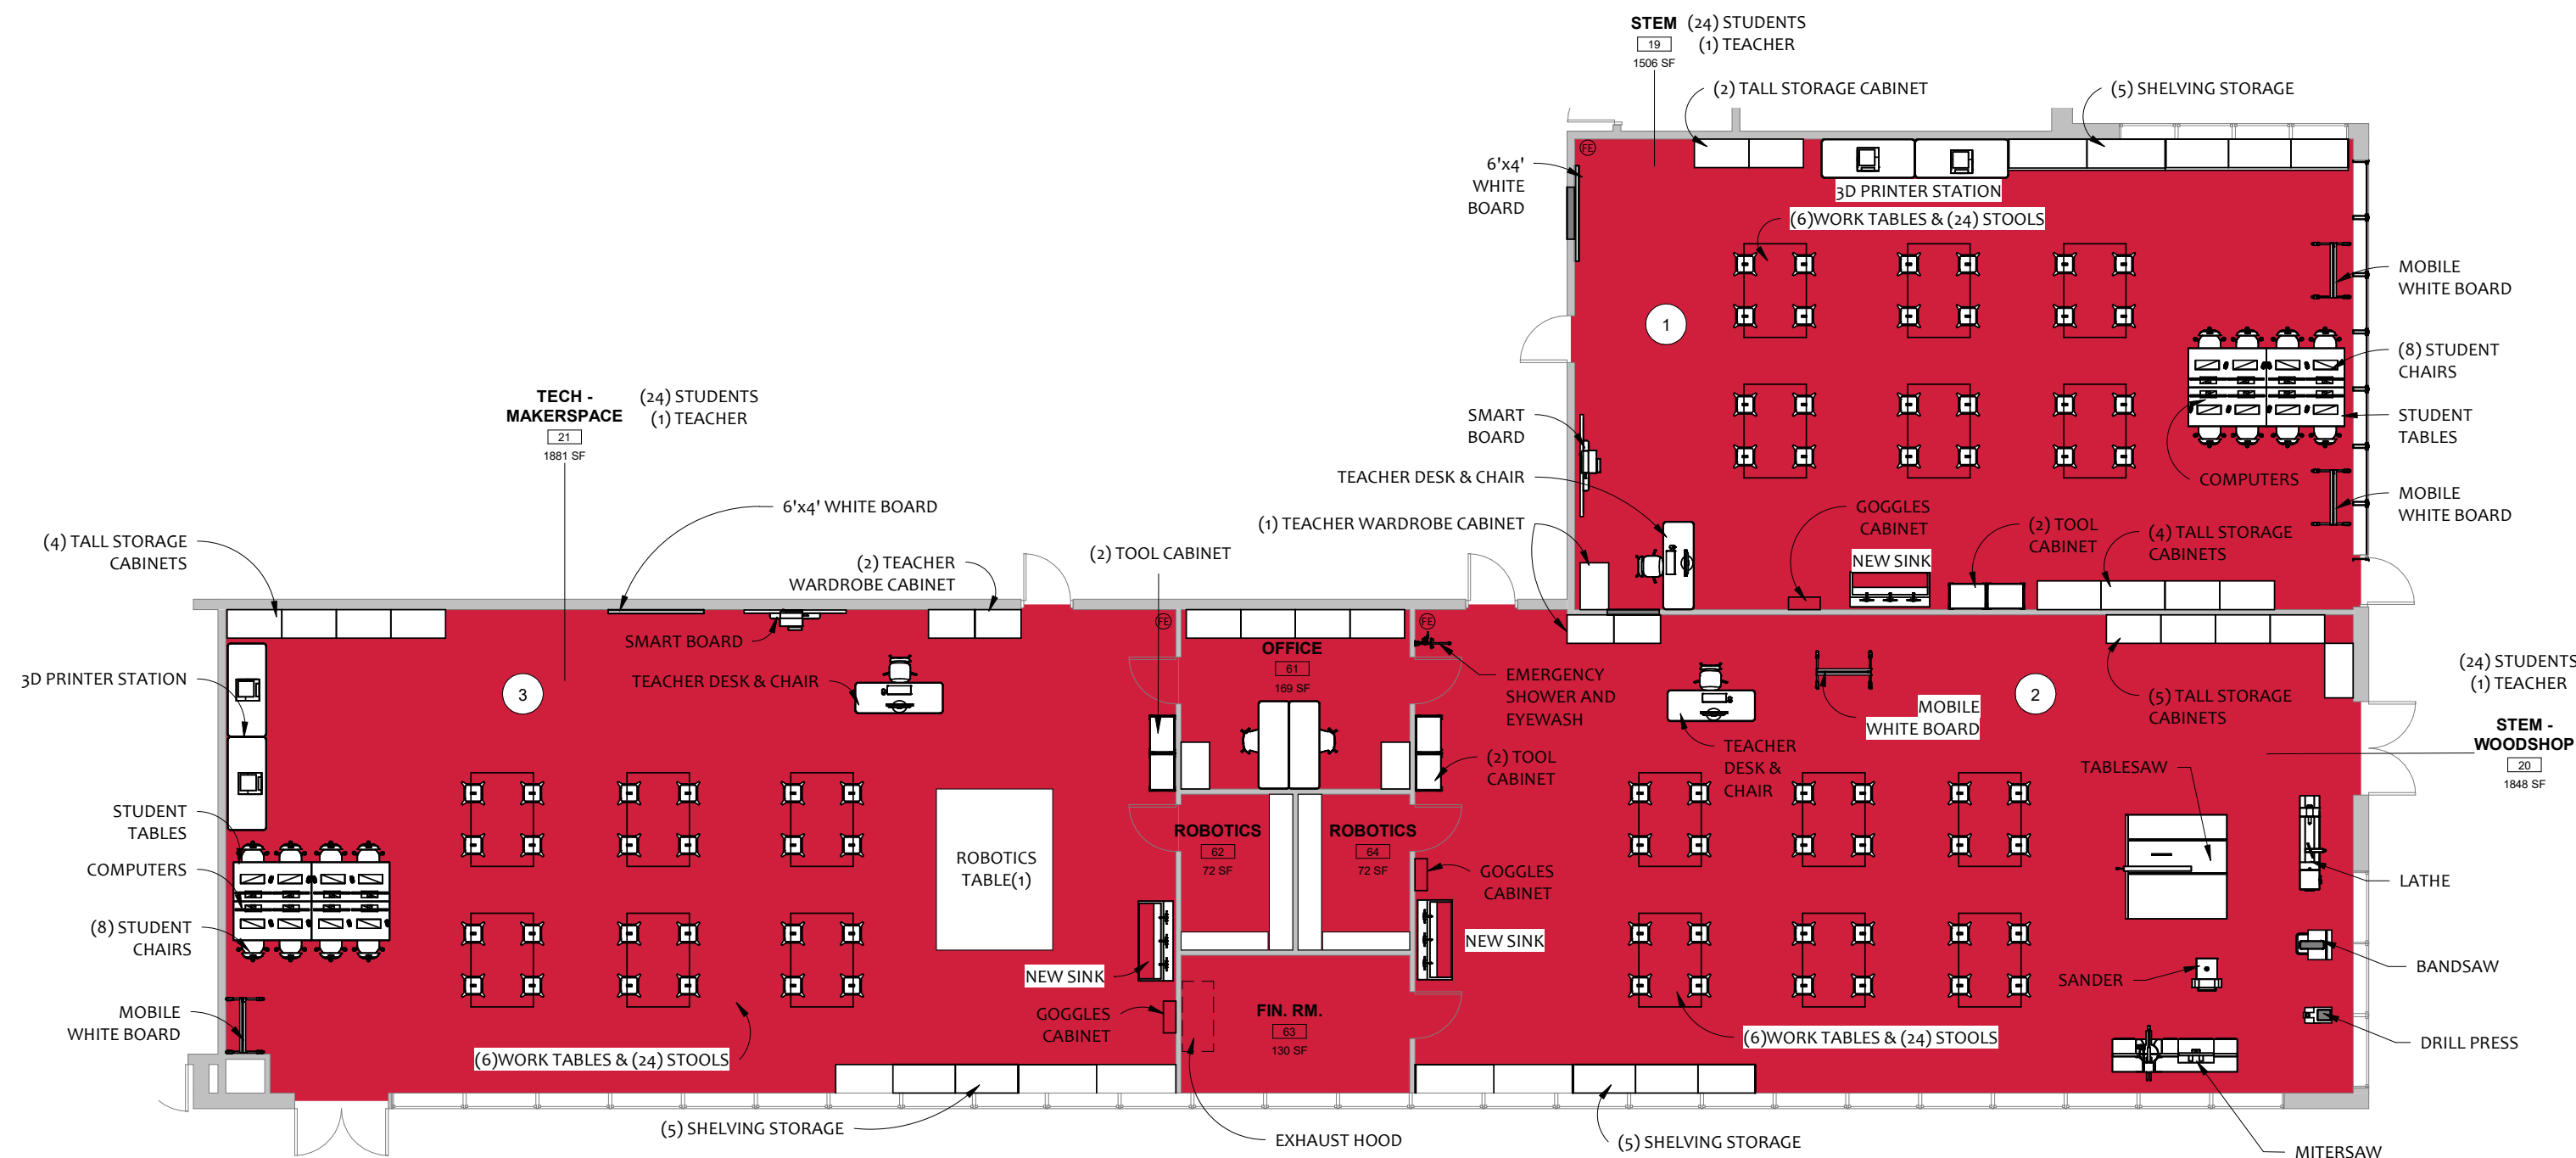 STEM (24) STUDENTS
19 (1) TEACHER
1506 SF
(2) TALL STORAGE CABINET
(5) SHELVING STORAGE
FE
6'x4'
WHITE
BOARD
3D PRINTER STATION
(6)WORK TABLES & (24) STOOLS
MOBILE
WHITE BOARD
1
(8) STUDENT
CHAIRS
STUDENT
TABLES
COMPUTERS
MOBILE
WHITE BOARD
SMART
BOARD
TEACHER DESK & CHAIR
(1) TEACHER WARDROBE CABINET
GOGGLES
CABINET
NEW SINK
(2) TOOL
CABINET
(4) TALL STORAGE
CABINETS
TECH -
MAKERSPACE
21
1881 SF
(24) STUDENTS
(1) TEACHER
6'x4' WHITE BOARD
(4) TALL STORAGE
CABINETS
(2) TEACHER
WARDROBE CABINET
(2) TOOL CABINET
SMART BOARD
FE
3D PRINTER STATION
3
TEACHER DESK & CHAIR
STUDENT
TABLES
COMPUTERS
(8) STUDENT
CHAIRS
MOBILE
WHITE BOARD
ROBOTICS
TABLE(1)
NEW SINK
GOGGLES
CABINET
(6)WORK TABLES & (24) STOOLS
(5) SHELVING STORAGE
OFFICE
61
169 SF
ROBOTICS
62
72 SF
ROBOTICS
64
72 SF
FIN. RM.
63
130 SF
EXHAUST HOOD
FE
EMERGENCY
SHOWER AND
EYEWASH
(2) TOOL
CABINET
TEACHER
DESK &
CHAIR
MOBILE
WHITE BOARD
2
(5) TALL STORAGE
CABINETS
(24) STUDENTS
(1) TEACHER
STEM -
WOODSHOP
20
1848 SF
TABLESAW
GOGGLES
CABINET
NEW SINK
LATHE
BANDSAW
SANDER
DRILL PRESS
(6)WORK TABLES & (24) STOOLS
(5) SHELVING STORAGE
MITERSAW